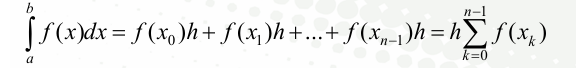 ∫_a^b f(x)dx = f(x_0)h + f(x_1)h + ... + f(x_{n-1})h = h∑_{k=0}^{n-1} f(x_k)